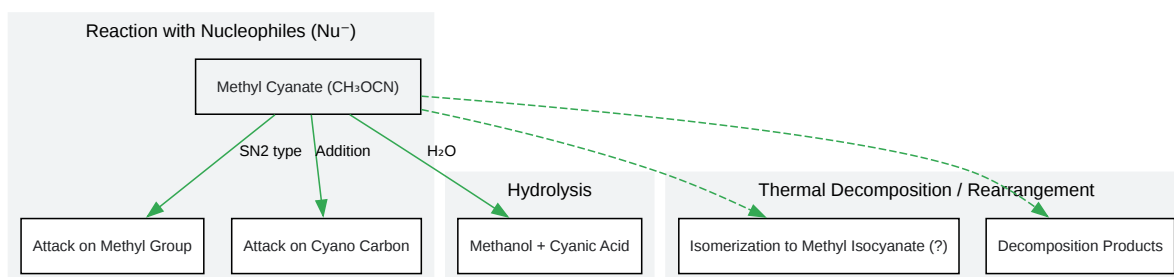 Reaction with Nucleophiles (Nu⁻)
Methyl Cyanate (CH₃OCN)
SN2 type
Addition
H₂O
Hydrolysis
Thermal Decomposition / Rearrangement
Attack on Methyl Group
Attack on Cyano Carbon
Methanol + Cyanic Acid
Isomerization to Methyl Isocyanate (?)
Decomposition Products